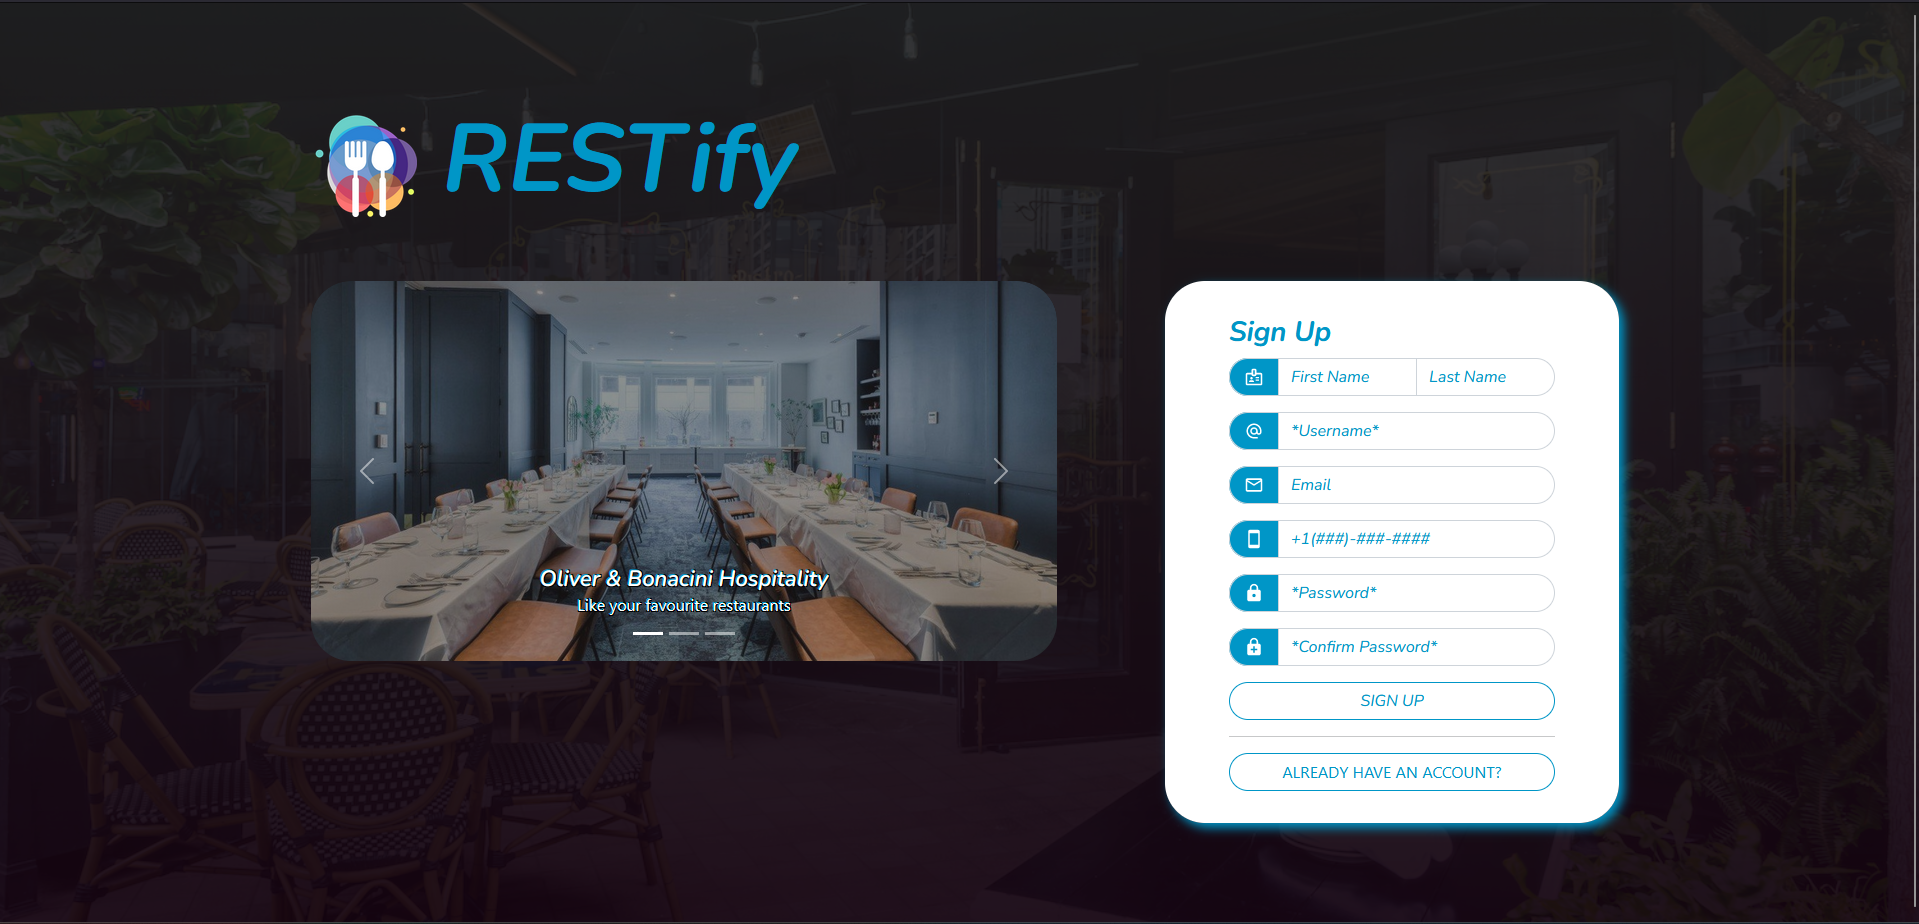 RESTify
Oliver & Bonacini Hospitality
Like your favourite restaurants
Sign Up
First Name Last Name
*Username*
Email
+1(###)-###-####
*Password*
*Confirm Password*
SIGN UP
ALREADY HAVE AN ACCOUNT?